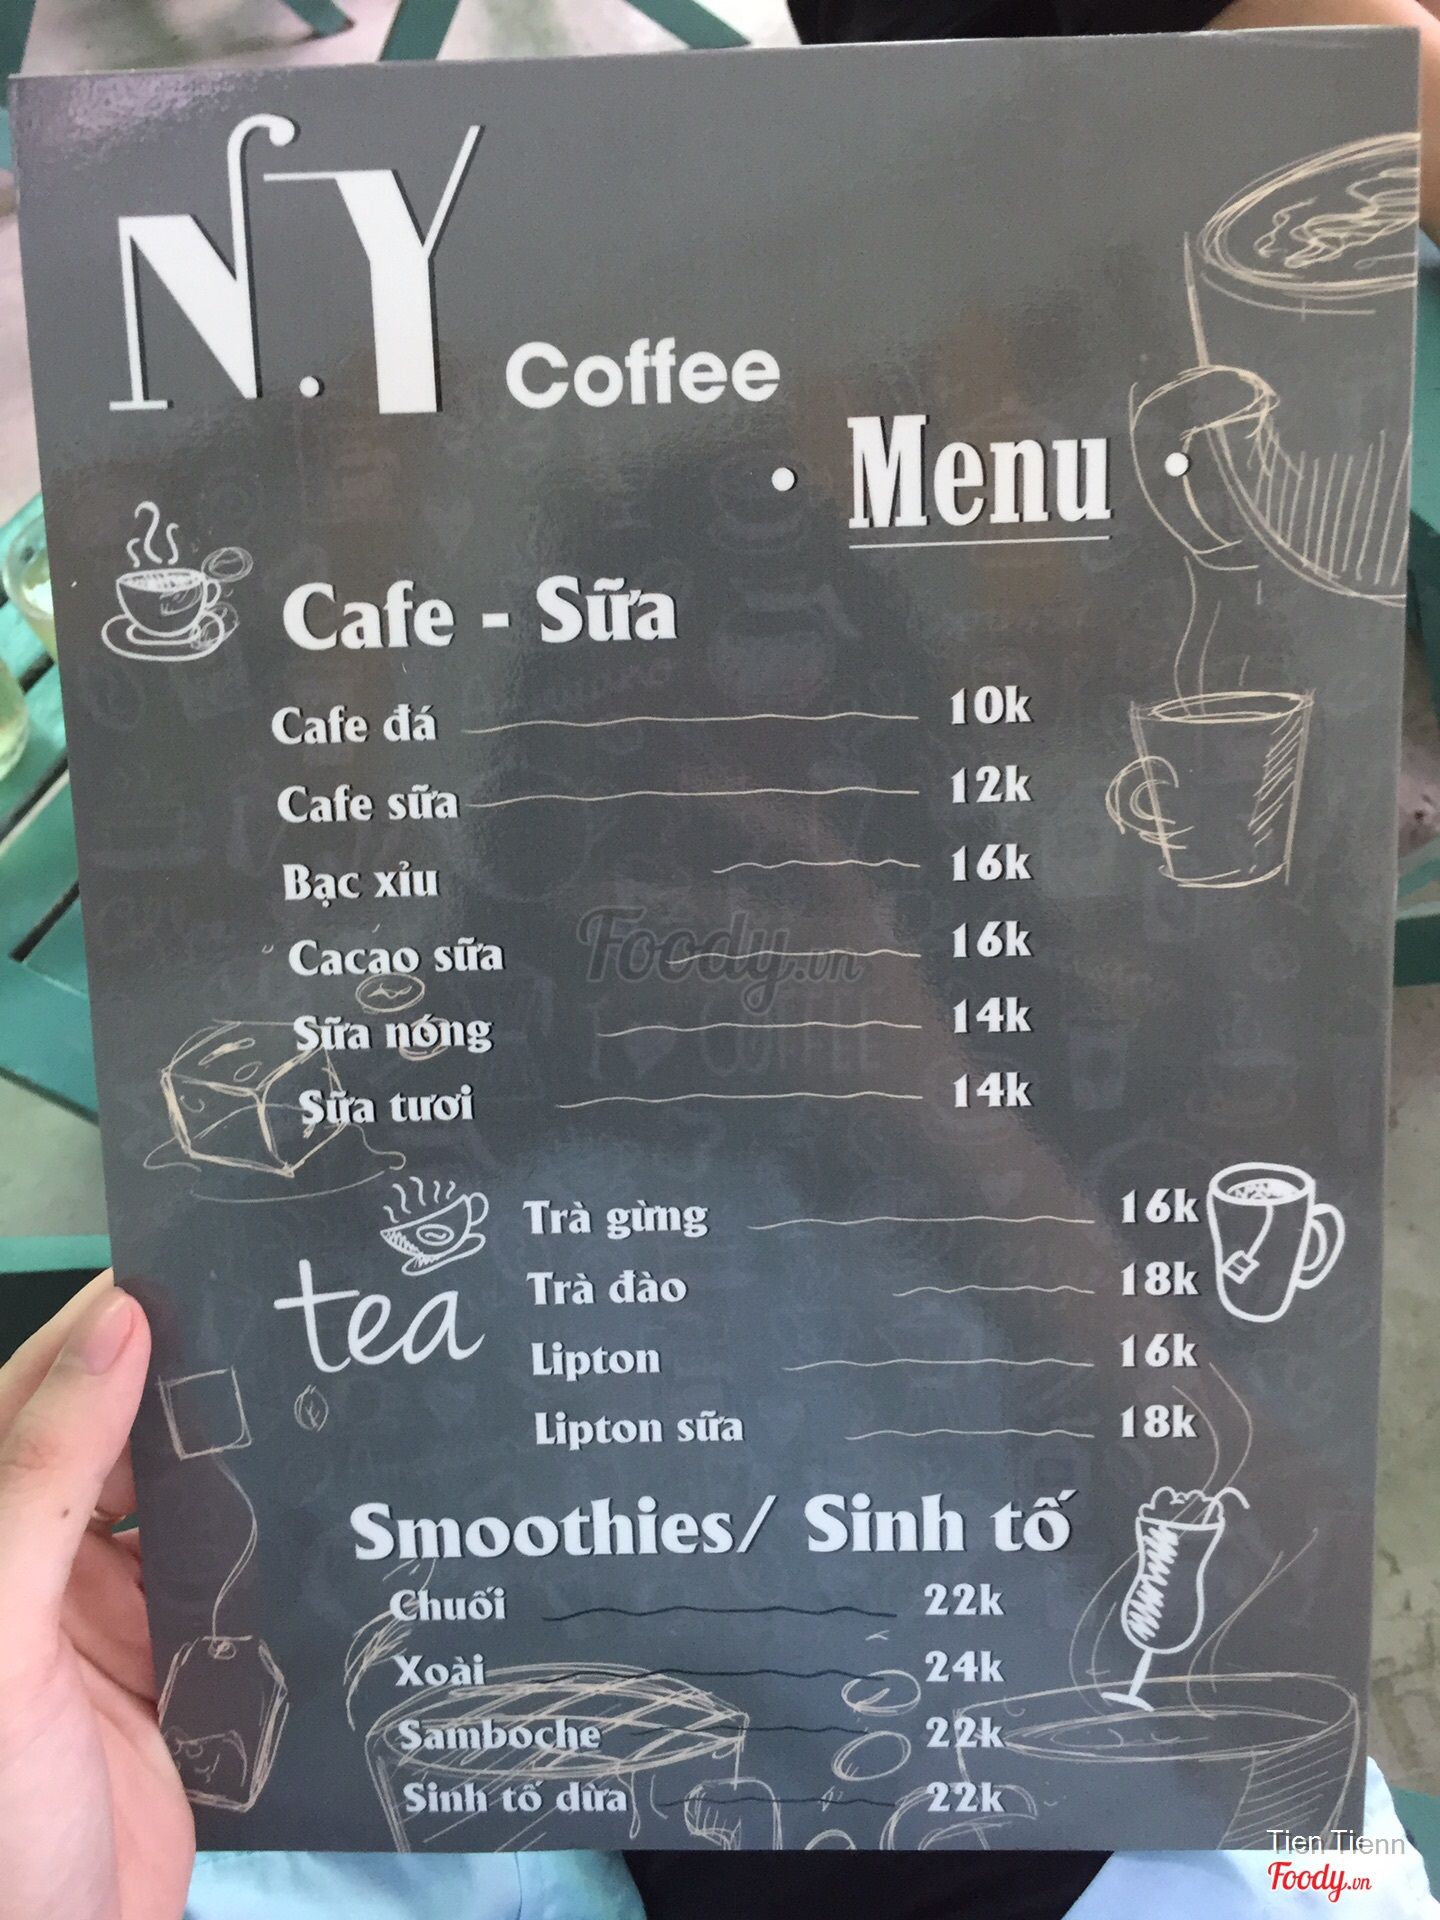 N.Y Coffee
• Menu •
Cafe - Sữa
Cafe đá 10k
Cafe sữa 12k
Bạc xỉu 16k
Cacao sữa 16k
Sữa nóng 14k
Sữa tươi 14k
tea
Trà gừng 16k
Trà đào 18k
Lipton 16k
Lipton sữa 18k
Smoothies/ Sinh tố
Chuối 22k
Xoài 24k
Samboche 22k
Sinh tố dừa 22k
Foody.vn
COFFEE
Tien Tienn
Foody.vn